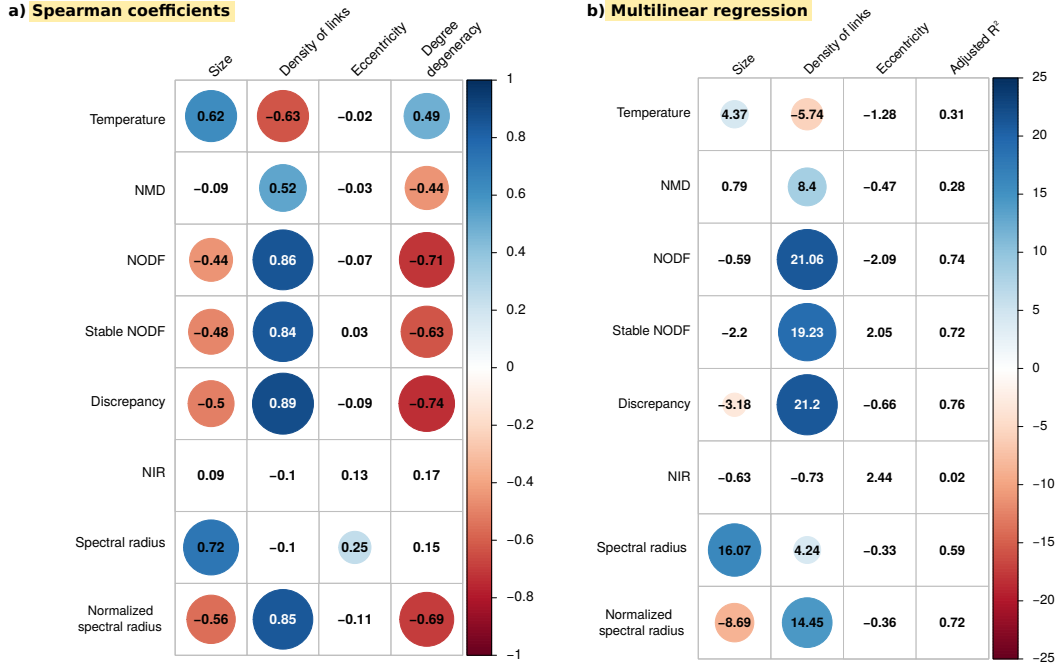 a) Spearman coefficients
Size
Density of links
Eccentricity
Degree
degeneracy
Temperature
0.62
−0.63
−0.02
0.49
NMD
−0.09
0.52
−0.03
−0.44
NODF
−0.44
0.86
−0.07
−0.71
Stable NODF
−0.48
0.84
0.03
−0.63
Discrepancy
−0.5
0.89
−0.09
−0.74
NIR
0.09
−0.1
0.13
0.17
Spectral radius
0.72
−0.1
0.25
0.15
Normalized
spectral radius
−0.56
0.85
−0.11
−0.69
1
0.8
0.6
0.4
0.2
0
−0.2
−0.4
−0.6
−0.8
−1
b) Multilinear regression
Size
Density of links
Eccentricity
Adjusted R²
Temperature
4.37
−5.74
−1.28
0.31
NMD
0.79
8.4
−0.47
0.28
NODF
−0.59
21.06
−2.09
0.74
Stable NODF
−2.2
19.23
2.05
0.72
Discrepancy
−3.18
21.2
−0.66
0.76
NIR
−0.63
−0.73
2.44
0.02
Spectral radius
16.07
4.24
−0.33
0.59
Normalized
spectral radius
−8.69
14.45
−0.36
0.72
25
20
15
10
5
0
−5
−10
−15
−20
−25